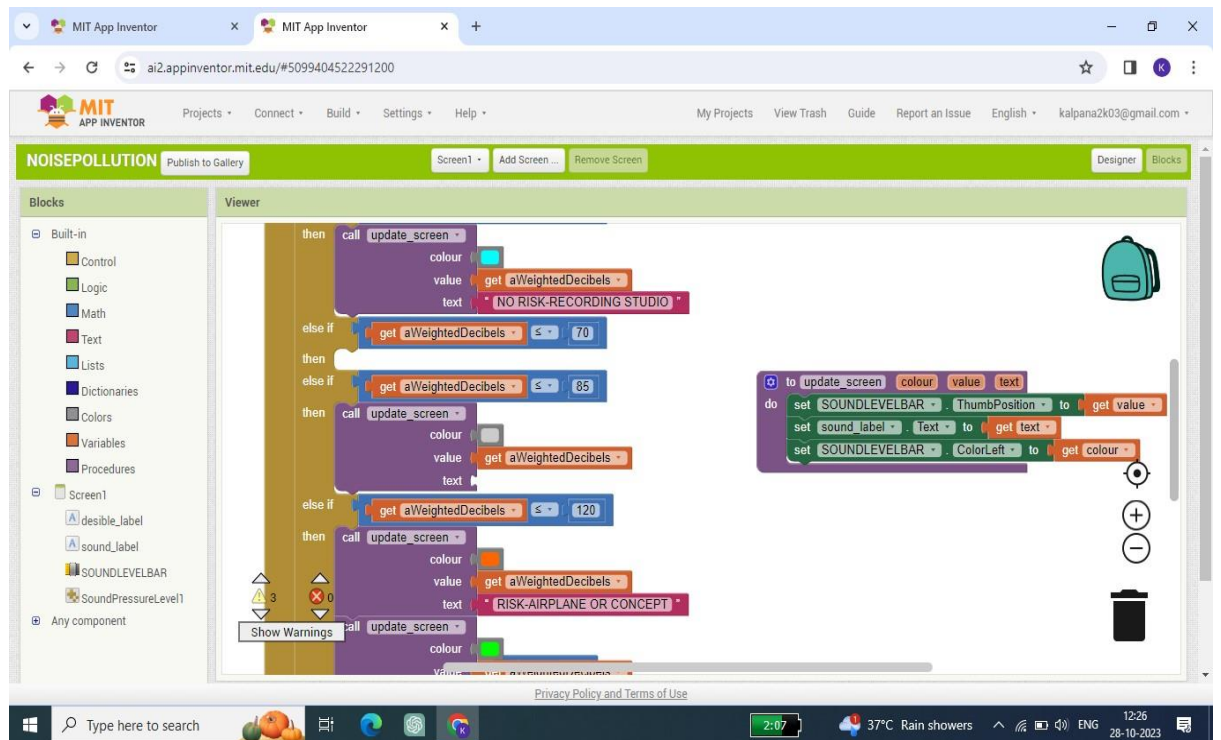 MIT App Inventor
MIT App Inventor
ai2.appinventor.mit.edu/#5099404522291200
K
MIT
APP INVENTOR
Projects
Connect
Build
Settings
Help
My Projects
View Trash
Guide
Report an Issue
English
kalpana2k03@gmail.com
NOISEPOLLUTION
Publish to Gallery
Screen1
Add Screen ...
Remove Screen
Designer
Blocks
Blocks
Viewer
Built-in
Control
Logic
Math
Text
Lists
Dictionaries
Colors
Variables
Procedures
Screen1
desible_label
sound_label
SOUNDLEVELBAR
SoundPressureLevel1
Any component
then call update_screen
colour
value get aWeightedDecibels
text " NO RISK-RECORDING STUDIO "
else if get aWeightedDecibels ≤ 70
then
else if get aWeightedDecibels ≤ 85
then call update_screen
colour
value get aWeightedDecibels
text
else if get aWeightedDecibels ≤ 120
then call update_screen
colour
value get aWeightedDecibels
text " RISK-AIRPLANE OR CONCEPT "
call update_screen
colour
value get aWeightedDecibels
3
0
Show Warnings
to update_screen colour value text
do set SOUNDLEVELBAR . ThumbPosition to get value
set sound_label . Text to get text
set SOUNDLEVELBAR . ColorLeft to get colour
Privacy Policy and Terms of Use
Type here to search
K
2:07
1
37°C Rain showers
ENG
12:26
28-10-2023